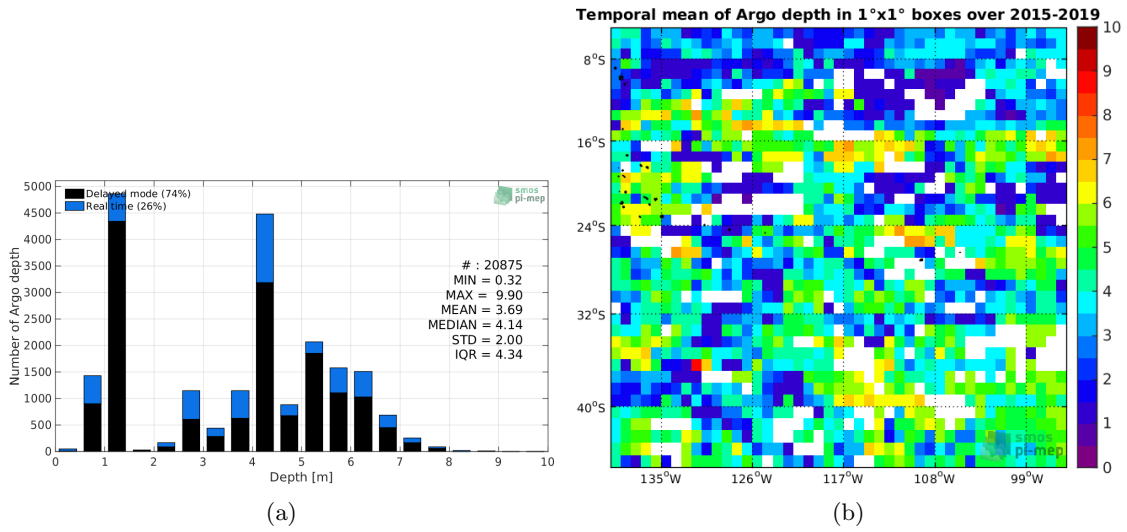 Temporal mean of Argo depth in 1°x1° boxes over 2015-2019
5000
4500
4000
3500
3000
2500
2000
1500
1000
500
0
Number of Argo depth
Delayed mode (74%)
Real time (26%)
smos
pi-mep
# : 20875
MIN = 0.32
MAX = 9.90
MEAN = 3.69
MEDIAN = 4.14
STD = 2.00
IQR = 4.34
0 1 2 3 4 5 6 7 8 9 10
Depth [m]
(a)
8°S
16°S
24°S
32°S
40°S
135°W 126°W 117°W 108°W 99°W
smos
pi-mep
10
9
8
7
6
5
4
3
2
1
0
(b)